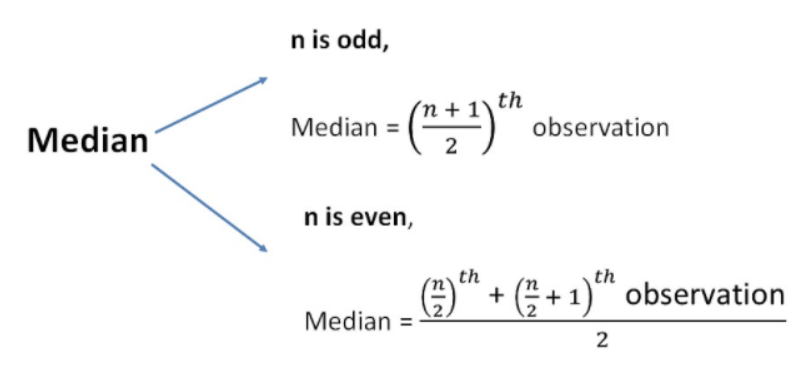 n is odd,
Median
Median = ((n + 1)/2)^th observation
n is even,
Median = ((n/2)^th + (n/2 + 1)^th observation)/2